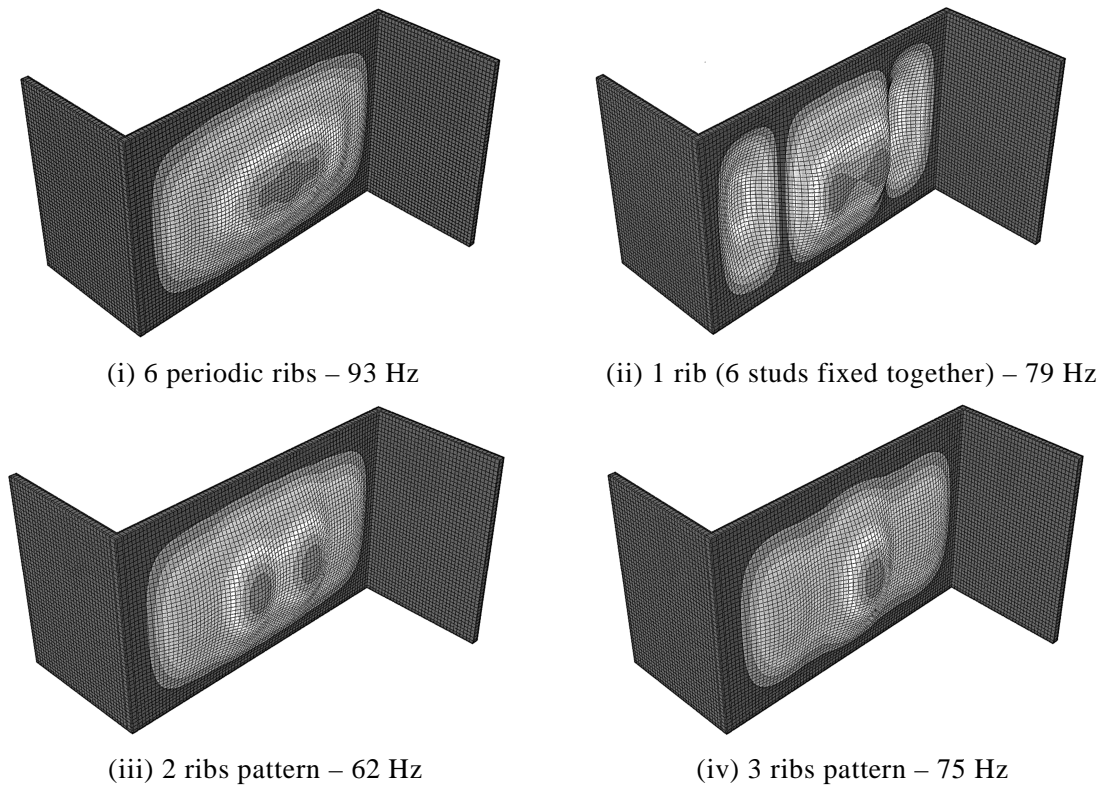 (i) 6 periodic ribs – 93 Hz
(ii) 1 rib (6 studs fixed together) – 79 Hz
(iii) 2 ribs pattern – 62 Hz
(iv) 3 ribs pattern – 75 Hz